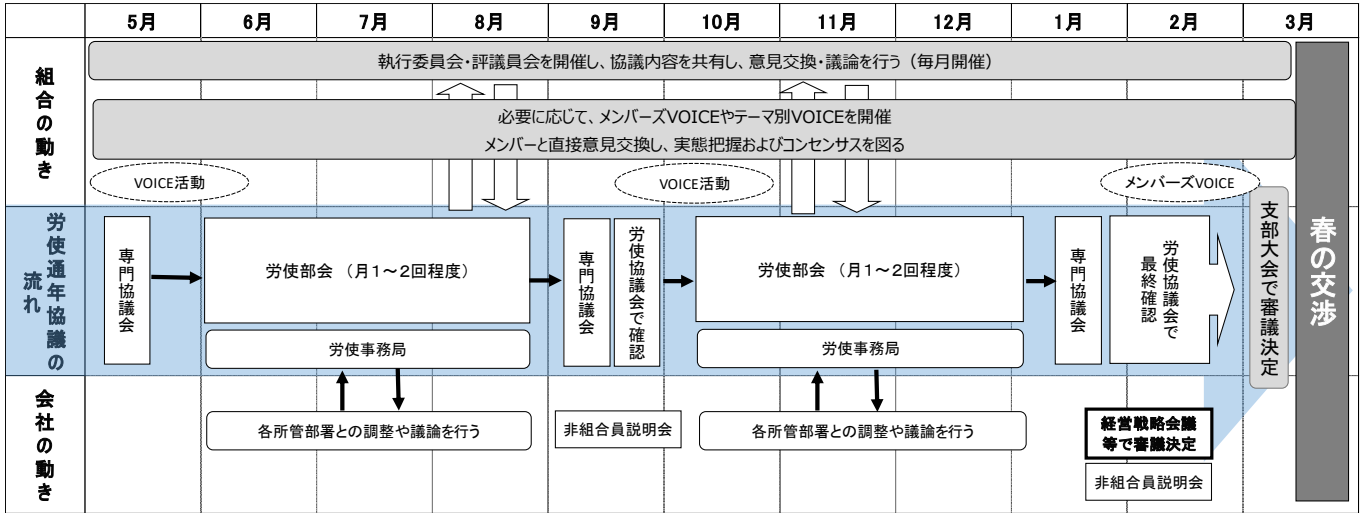 5月 6月 7月 8月 9月 10月 11月 12月 1月 2月 3月
組合の動き
執行委員会・評議員会を開催し、協議内容を共有し、意見交換・議論を行う（毎月開催）
必要に応じて、メンバーズVOICEやテーマ別VOICEを開催
メンバーと直接意見交換し、実態把握およびコンセンサスを図る
VOICE活動
VOICE活動
メンバーズVOICE
労使通年協議の
流れ
専門協議会
労使部会 （月1～2回程度）
労使事務局
専門協議会
労使協議会で確認
労使部会 （月1～2回程度）
労使事務局
専門協議会
労使協議会で
最終確認
支部大会で審議決定
春の交渉
会社の動き
各所管部署との調整や議論を行う
非組合員説明会
各所管部署との調整や議論を行う
経営戦略会議
等で審議決定
非組合員説明会